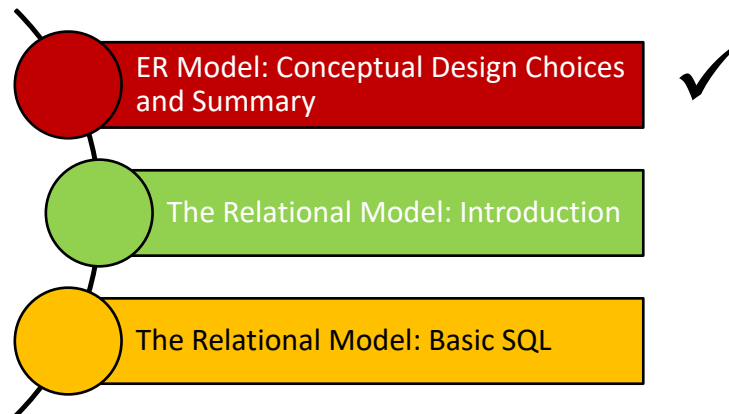 ER Model: Conceptual Design Choices
and Summary
The Relational Model: Introduction
The Relational Model: Basic SQL